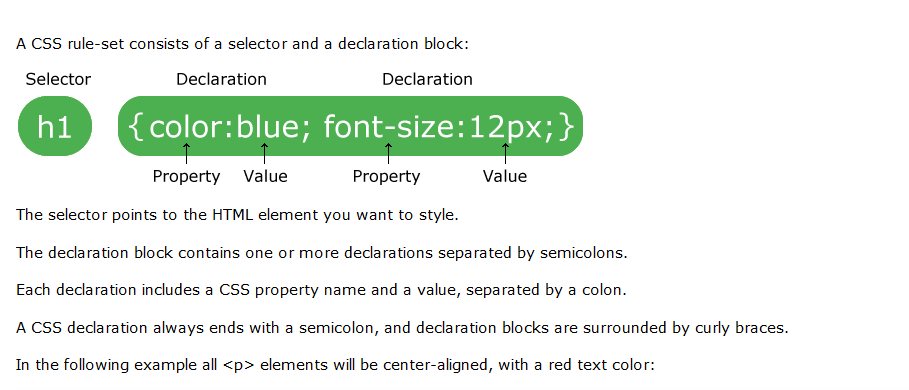 A CSS rule-set consists of a selector and a declaration block:
Selector Declaration Declaration
h1 {color:blue; font-size:12px;}
Property Value Property Value
The selector points to the HTML element you want to style.
The declaration block contains one or more declarations separated by semicolons.
Each declaration includes a CSS property name and a value, separated by a colon.
A CSS declaration always ends with a semicolon, and declaration blocks are surrounded by curly braces.
In the following example all <p> elements will be center-aligned, with a red text color: